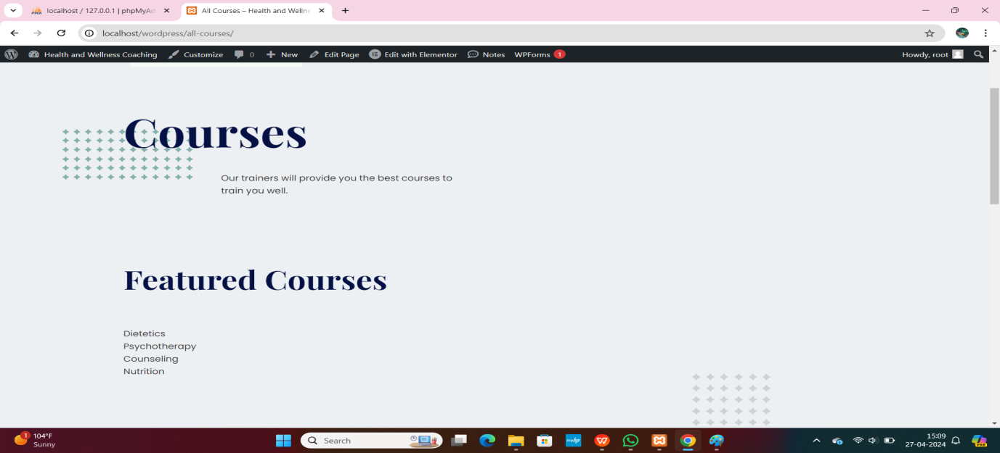 localhost / 127.0.0.1 | phpMyAd
All Courses – Health and Wellne
localhost/wordpress/all-courses/
Health and Wellness Coaching Customize 0 New Edit Page Edit with Elementor Notes WPForms 1 Howdy, root
Courses
Our trainers will provide you the best courses to
train you well.
Featured Courses
Dietetics
Psychotherapy
Counseling
Nutrition
1 104°F
Sunny
Search
15:09
27-04-2024